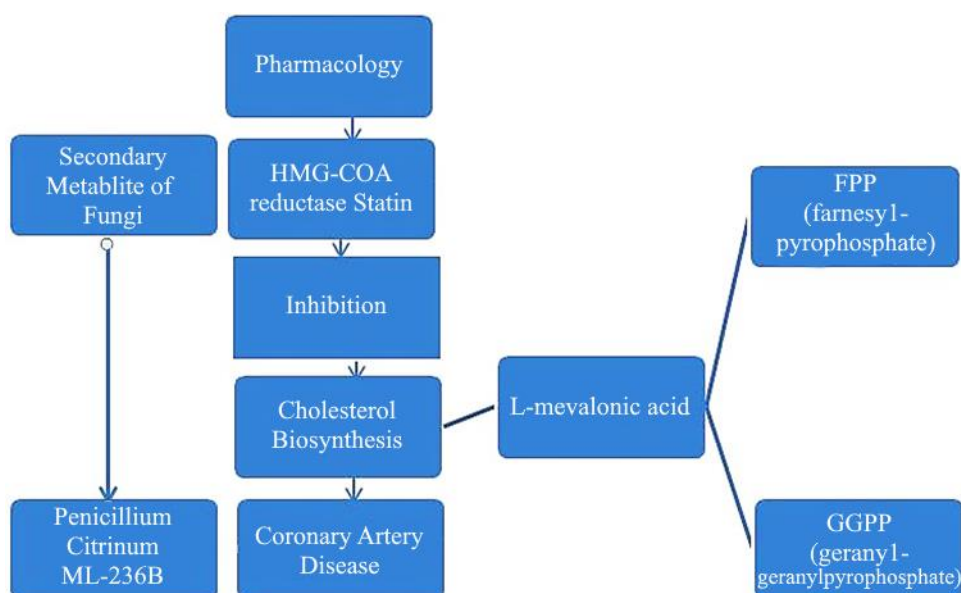 Pharmacology
Secondary
Metablite of
Fungi
HMG-COA
reductase Statin
FPP
(farnesy1-
pyrophosphate)
Inhibition
Cholesterol
Biosynthesis
L-mevalonic acid
Penicillium
Citrinum
ML-236B
Coronary Artery
Disease
GGPP
(gerany1-
geranylpyrophosphate)